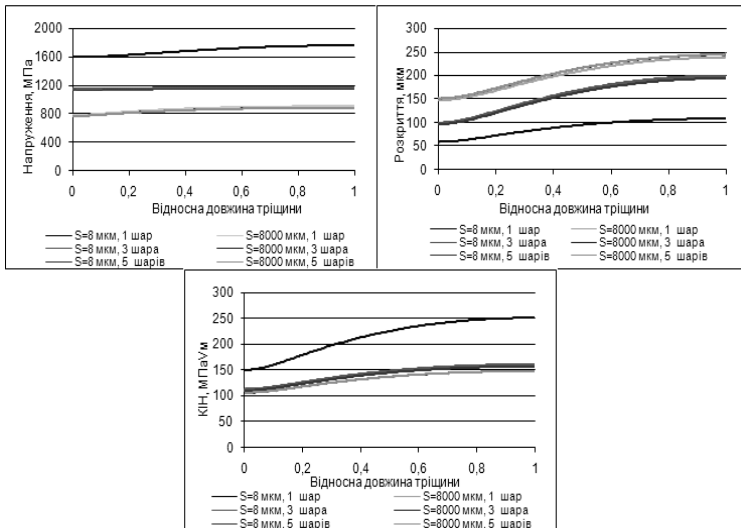 Напруження, МПа
2000
1600
1200
800
400
0
0 0,2 0,4 0,6 0,8 1
Відносна довжина тріщини
S=8 мкм, 1 шар S=8000 мкм, 1 шар
S=8 мкм, 3 шара S=8000 мкм, 3 шара
S=8 мкм, 5 шарів S=8000 мкм, 5 шарів
Розкриття, мкм
300
250
200
150
100
50
0
0 0,2 0,4 0,6 0,8 1
Відносна довжина тріщини
S=8 мкм, 1 шар S=8000 мкм, 1 шар
S=8 мкм, 3 шара S=8000 мкм, 3 шара
S=8 мкм, 5 шарів S=8000 мкм, 5 шарів
КІН, МПаVм
300
250
200
150
100
50
0
0 0,2 0,4 0,6 0,8 1
Відносна довжина тріщини
S=8 мкм, 1 шар S=8000 мкм, 1 шар
S=8 мкм, 3 шара S=8000 мкм, 3 шара
S=8 мкм, 5 шарів S=8000 мкм, 5 шарів